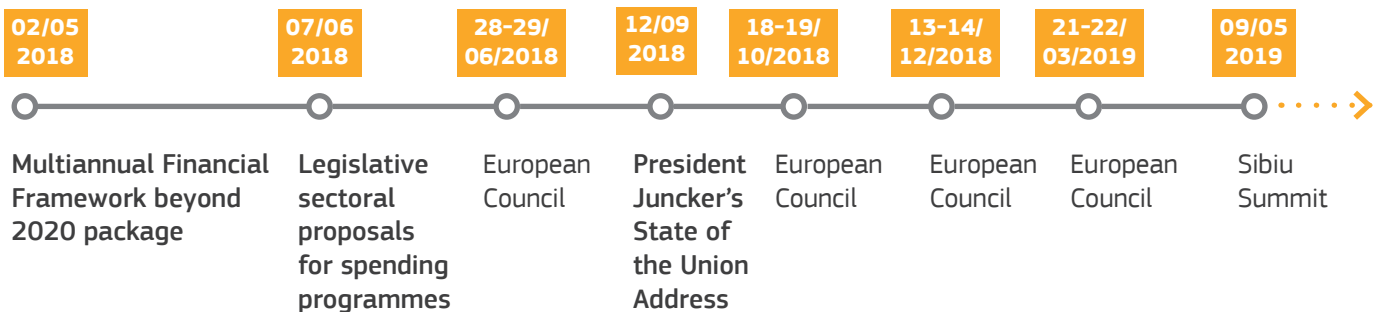 02/05
2018
07/06
2018
28-29/
06/2018
12/09
2018
18-19/
10/2018
13-14/
12/2018
21-22/
03/2019
09/05
2019
Multiannual Financial
Framework beyond
2020 package
Legislative
sectoral
proposals
for spending
programmes
European
Council
President
Juncker's
State of
the Union
Address
European
Council
European
Council
European
Council
Sibiu
Summit